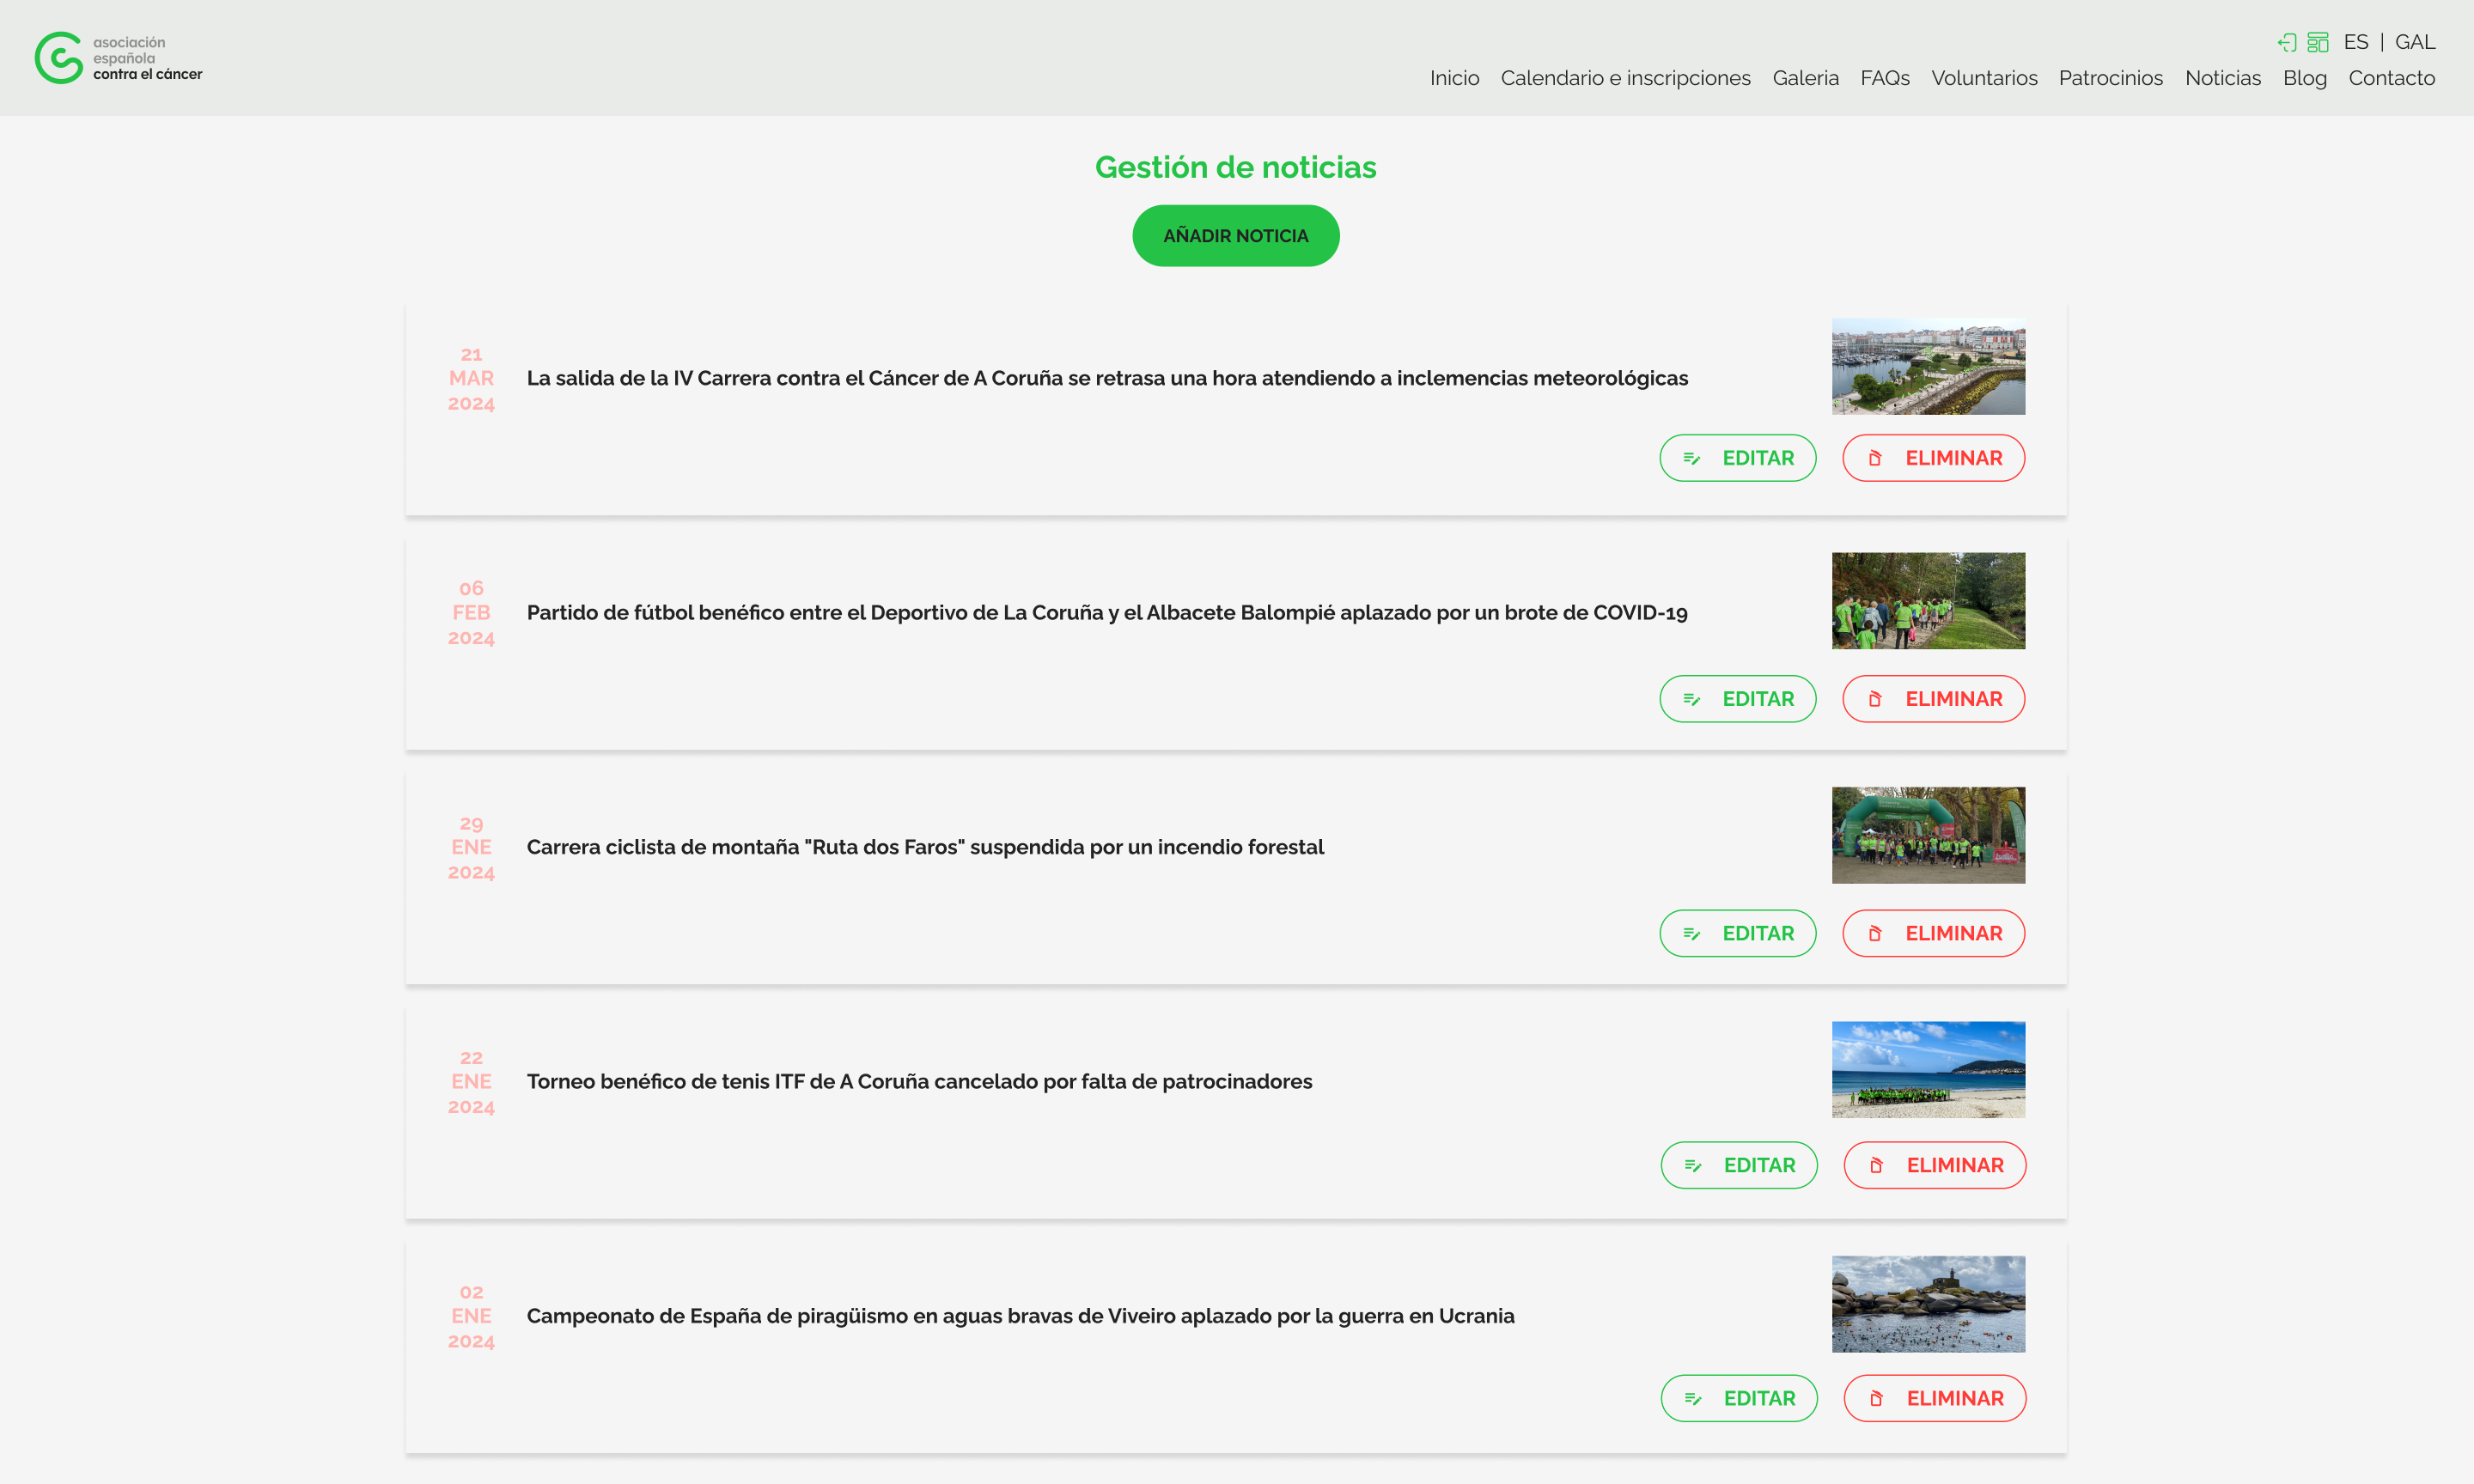 asociación
española
contra el cáncer
ES | GAL
Inicio Calendario e inscripciones Galeria FAQs Voluntarios Patrocinios Noticias Blog Contacto
Gestión de noticias
AÑADIR NOTICIA
21
MAR
2024
La salida de la IV Carrera contra el Cáncer de A Coruña se retrasa una hora atendiendo a inclemencias meteorológicas
EDITAR
ELIMINAR
06
FEB
2024
Partido de fútbol benéfico entre el Deportivo de La Coruña y el Albacete Balompié aplazado por un brote de COVID-19
EDITAR
ELIMINAR
29
ENE
2024
Carrera ciclista de montaña "Ruta dos Faros" suspendida por un incendio forestal
EDITAR
ELIMINAR
22
ENE
2024
Torneo benéfico de tenis ITF de A Coruña cancelado por falta de patrocinadores
EDITAR
ELIMINAR
02
ENE
2024
Campeonato de España de piragüismo en aguas bravas de Viveiro aplazado por la guerra en Ucrania
EDITAR
ELIMINAR